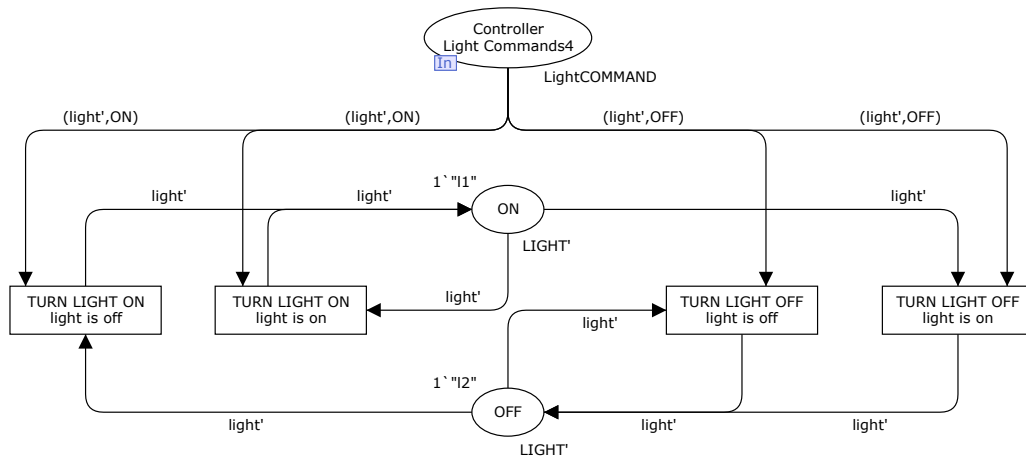 Controller
Light Commands4
In
LightCOMMAND
(light',ON)
(light',ON)
(light',OFF)
(light',OFF)
1`"l1"
light'
light'
light'
ON
LIGHT'
TURN LIGHT ON
light is off
TURN LIGHT ON
light is on
light'
TURN LIGHT OFF
light is off
TURN LIGHT OFF
light is on
light'
1`"l2"
OFF
light'
light'
light'
LIGHT'